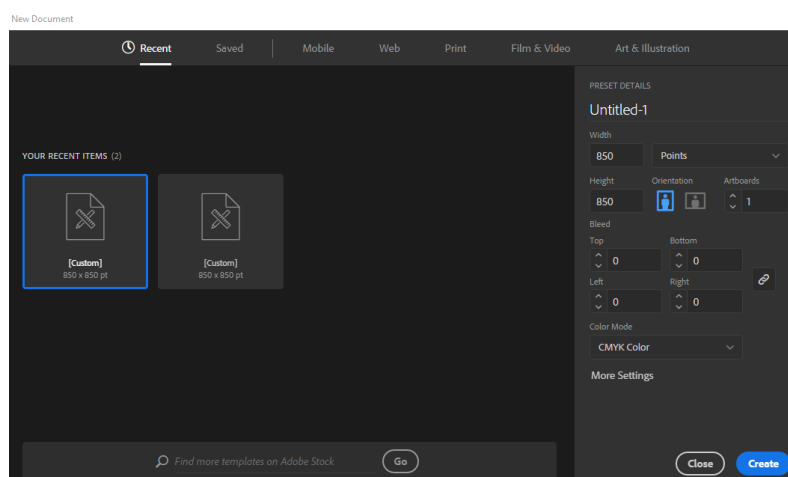 New Document
Recent Saved Mobile Web Print Film & Video Art & Illustration
PRESET DETAILS
Untitled-1
Width
850 Points
Height Orientation Artboards
850 1
Bleed
Top Bottom
0 0
Left Right
0 0
Color Mode
CMYK Color
More Settings
YOUR RECENT ITEMS (2)
[Custom] [Custom]
850 x 850 pt 850 x 850 pt
Find more templates on Adobe Stock Go
Close Create